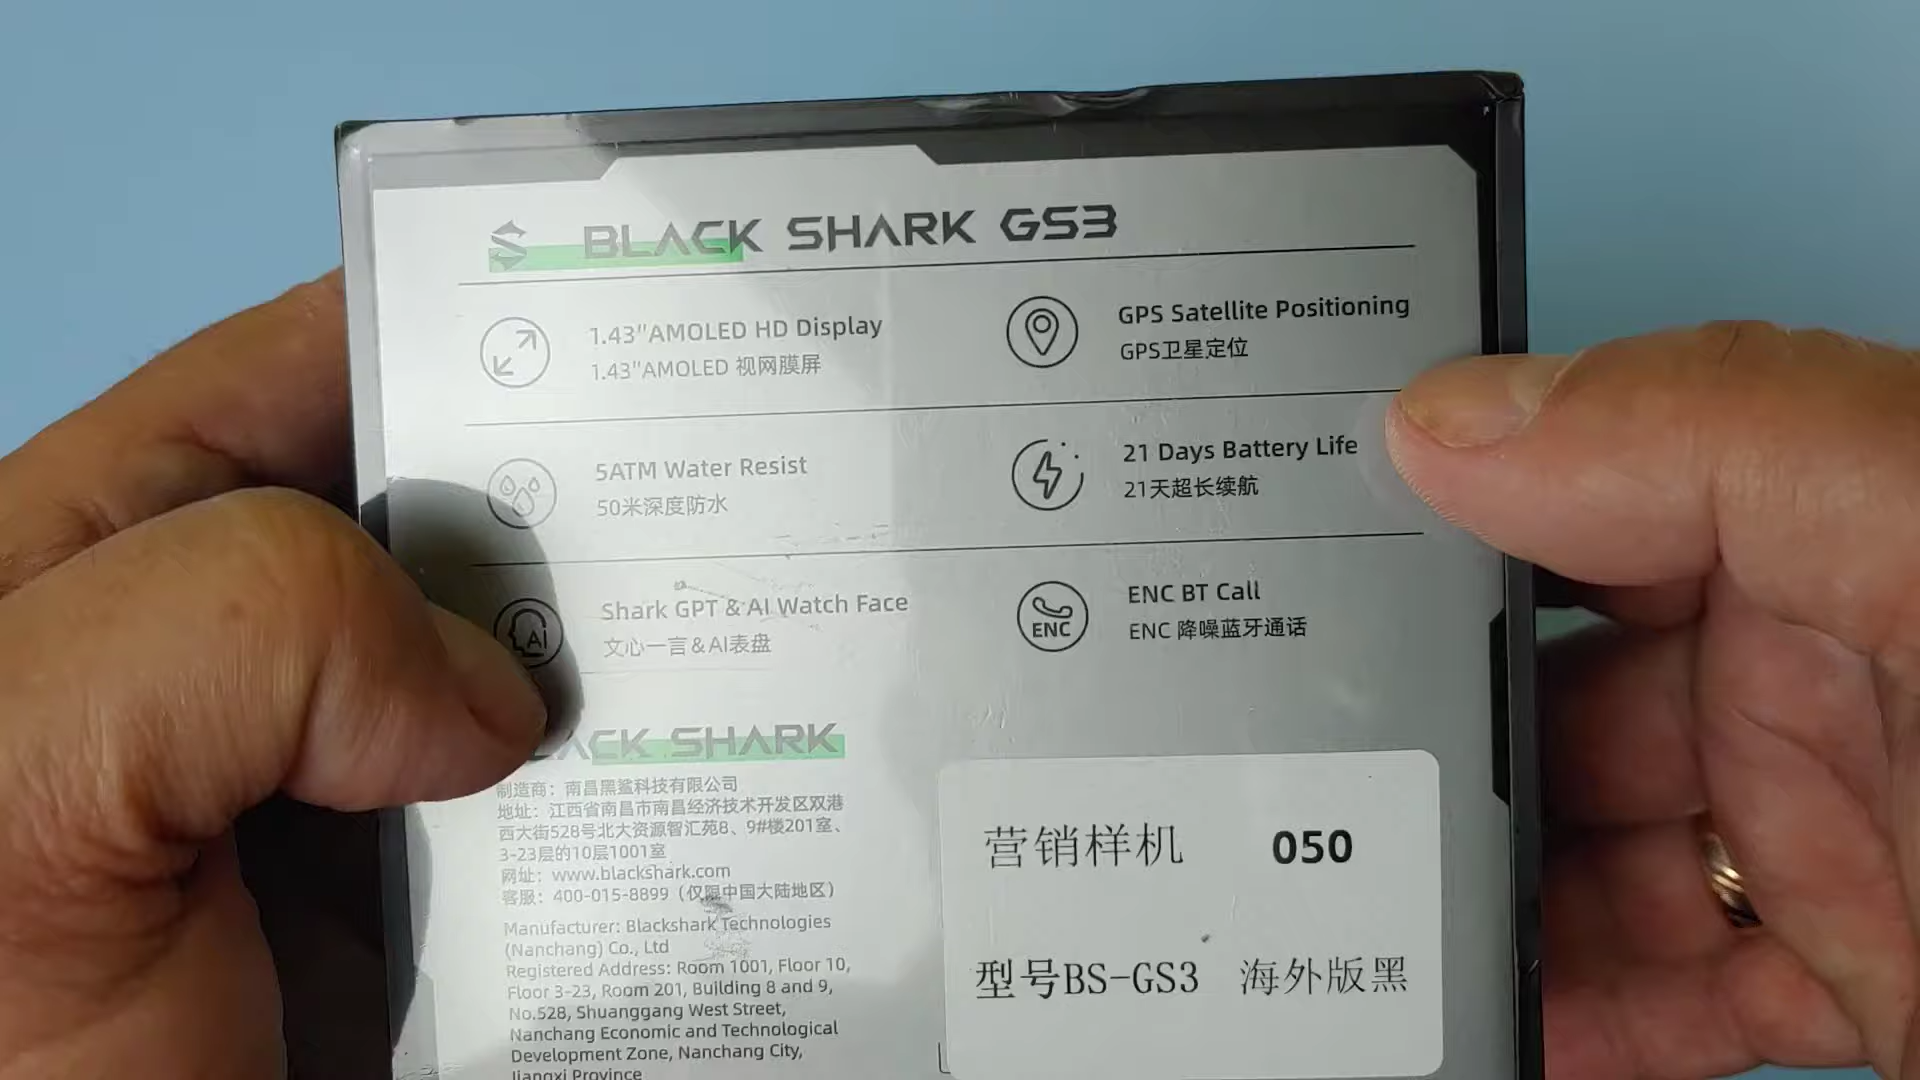 BLACK SHARK GS3
1.43"AMOLED HD Display
1.43"AMOLED 视网膜屏
GPS Satellite Positioning
GPS卫星定位
5ATM Water Resist
50米深度防水
21 Days Battery Life
21天超长续航
AI
Shark GPT & AI Watch Face
文心一言&AI表盘
ENC
ENC BT Call
ENC 降噪蓝牙通话
SHARK
制造商：南昌黑鲨科技有限公司
地址：江西省南昌市南昌经济技术开发区双港
西大街528号北大资源智汇苑8、9#楼201室、
3-23层的10层1001室
网址：www.blackshark.com
客服：400-015-8899（仅限中国大陆地区）
Manufacturer: Blackshark Technologies
(Nanchang) Co., Ltd
Registered Address: Room 1001, Floor 10,
Floor 3-23, Room 201, Building 8 and 9,
No.528, Shuanggang West Street,
Nanchang Economic and Technological
Development Zone, Nanchang City,
Jiangxi Province
营销样机 050
型号BS-GS3 海外版黑